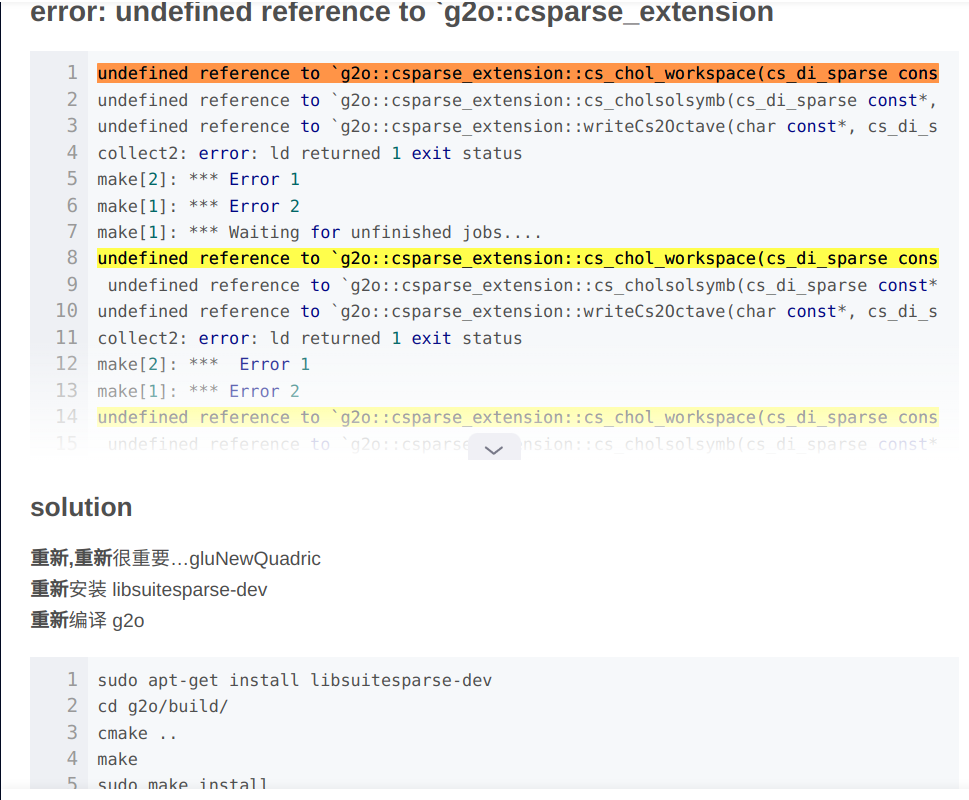 error: undefined reference to `g2o::csparse_extension
1 undefined reference to `g2o::csparse_extension::cs_chol_workspace(cs_di_sparse cons
2 undefined reference to `g2o::csparse_extension::cs_cholsolsymb(cs_di_sparse const*,
3 undefined reference to `g2o::csparse_extension::writeCs2Octave(char const*, cs_di_s
4 collect2: error: ld returned 1 exit status
5 make[2]: *** Error 1
6 make[1]: *** Error 2
7 make[1]: *** Waiting for unfinished jobs....
8 undefined reference to `g2o::csparse_extension::cs_chol_workspace(cs_di_sparse cons
9 undefined reference to `g2o::csparse_extension::cs_cholsolsymb(cs_di_sparse const*
10 undefined reference to `g2o::csparse_extension::writeCs2Octave(char const*, cs_di_s
11 collect2: error: ld returned 1 exit status
12 make[2]: ***  Error 1
13 make[1]: *** Error 2
14 undefined reference to `g2o::csparse_extension::cs_chol_workspace(cs_di_sparse cons
15 undefined reference to `g2o::csparse nsion::cs_cholsolsymb(cs_di_sparse const*
solution
重新,重新很重要…gluNewQuadric
重新安装 libsuitesparse-dev
重新编译 g2o
1 sudo apt-get install libsuitesparse-dev
2 cd g2o/build/
3 cmake ..
4 make
5 sudo make install